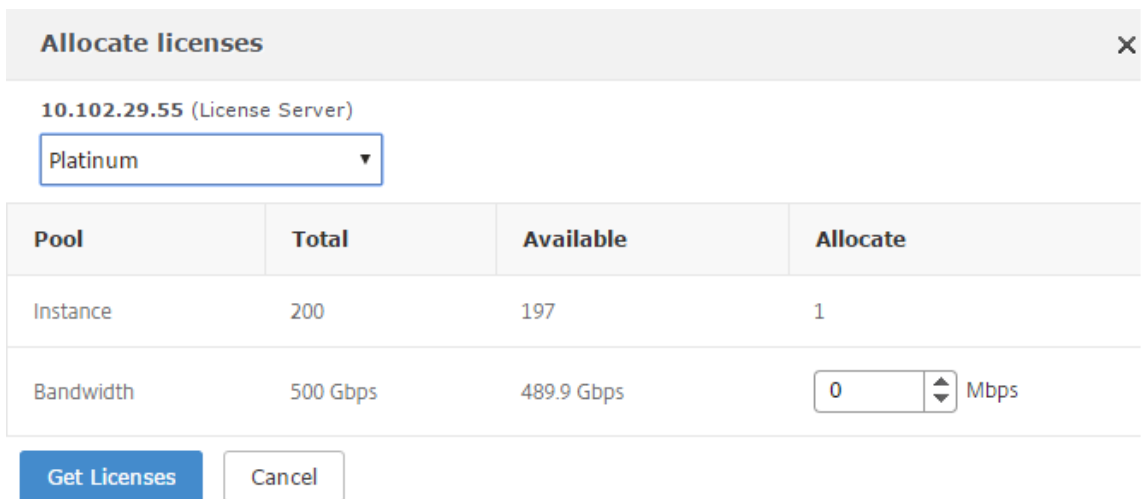 Allocate licenses
10.102.29.55 (License Server)
Platinum
Pool Total Available Allocate
Instance 200 197 1
Bandwidth 500 Gbps 489.9 Gbps 0 Mbps
Get Licenses Cancel